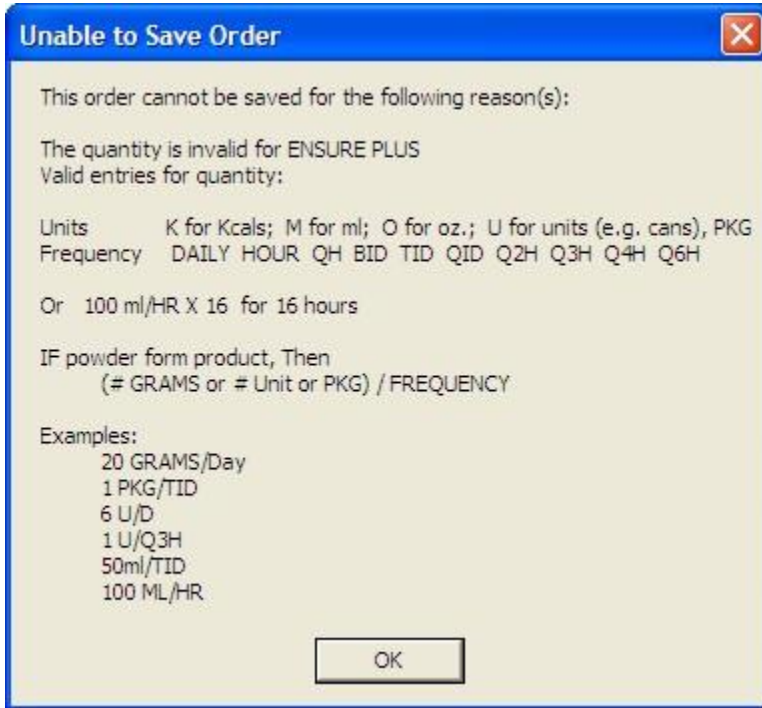 Unable to Save Order
This order cannot be saved for the following reason(s):
The quantity is invalid for ENSURE PLUS
Valid entries for quantity:
Units K for Kcals; M for ml; O for oz.; U for units (e.g. cans), PKG
Frequency DAILY HOUR QH BID TID QID Q2H Q3H Q4H Q6H
Or 100 ml/HR X 16 for 16 hours
IF powder form product, Then
(# GRAMS or # Unit or PKG) / FREQUENCY
Examples:
20 GRAMS/Day
1 PKG/TID
6 U/D
1 U/Q3H
50ml/TID
100 ML/HR
OK